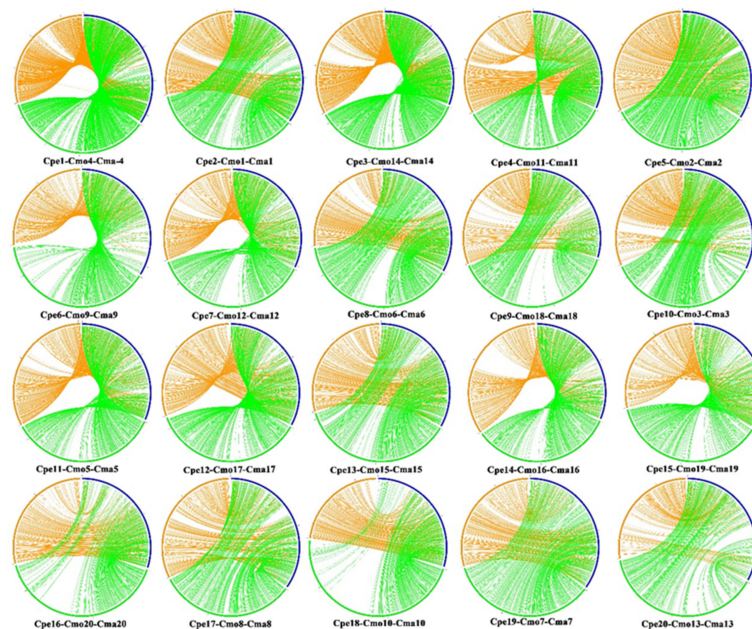 Cpe1-Cmo4-Cma-4
Cpe2-Cmo1-Cma1
Cpe3-Cmo14-Cma14
Cpe4-Cmo11-Cma11
Cpe5-Cmo2-Cma2
Cpe6-Cmo9-Cma9
Cpe7-Cmo12-Cma12
Cpe8-Cmo6-Cma6
Cpe9-Cmo18-Cma18
Cpe10-Cmo3-Cma3
Cpe11-Cmo5-Cma5
Cpe12-Cmo17-Cma17
Cpe13-Cmo15-Cma15
Cpe14-Cmo16-Cma16
Cpe15-Cmo19-Cma19
Cpe16-Cmo20-Cma20
Cpe17-Cmo8-Cma8
Cpe18-Cmo10-Cma10
Cpe19-Cmo7-Cma7
Cpe20-Cmo13-Cma13